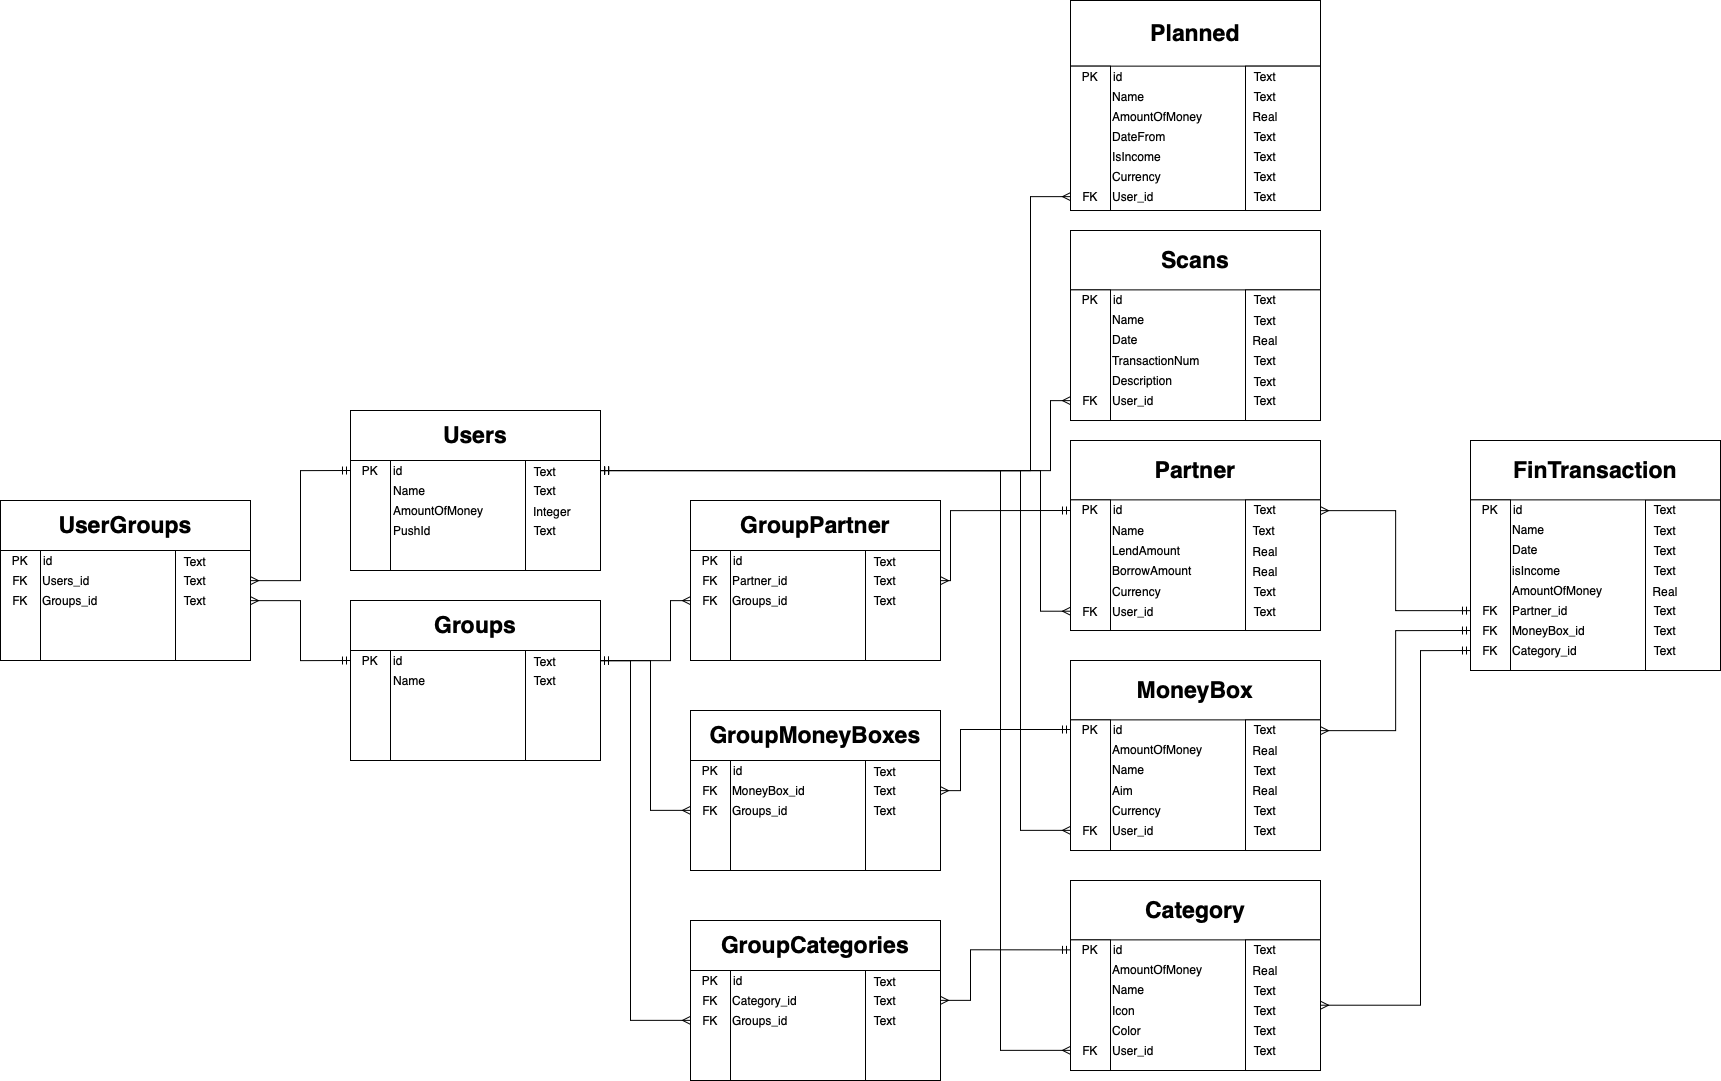 Planned
PK id Text
Name Text
AmountOfMoney Real
DateFrom Text
IsIncome Text
Currency Text
FK User_id Text
Scans
PK id Text
Name Text
Date Real
TransactionNum Text
Description Text
FK User_id Text
Users
PK id Text
Name Text
AmountOfMoney Integer
PushId Text
Partner
PK id Text
Name Text
LendAmount Real
BorrowAmount Real
Currency Text
FK User_id Text
FinTransaction
PK id Text
Name Text
Date Text
isIncome Text
AmountOfMoney Real
FK Partner_id Text
FK MoneyBox_id Text
FK Category_id Text
UserGroups
PK id Text
FK Users_id Text
FK Groups_id Text
GroupPartner
PK id Text
FK Partner_id Text
FK Groups_id Text
Groups
PK id Text
Name Text
MoneyBox
PK id Text
AmountOfMoney Real
Name Text
Aim Real
Currency Text
FK User_id Text
GroupMoneyBoxes
PK id Text
FK MoneyBox_id Text
FK Groups_id Text
Category
PK id Text
AmountOfMoney Real
Name Text
Icon Text
Color Text
FK User_id Text
GroupCategories
PK id Text
FK Category_id Text
FK Groups_id Text